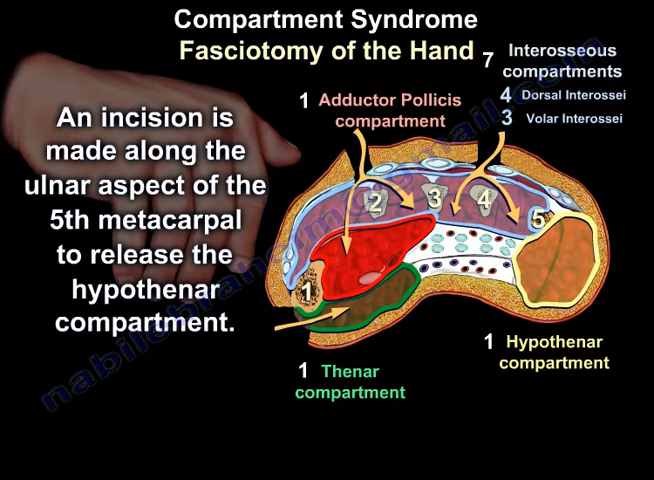 Compartment Syndrome
Fasciotomy of the Hand
7 Interosseous
compartments
4 Dorsal Interossei
3 Volar Interossei
1 Adductor Pollicis
compartment
An incision is
made along the
ulnar aspect of the
5th metacarpal
to release the
hypothenar
compartment.
2 3 4 5
1
1 Hypothenar
compartment
1 Thenar
compartment